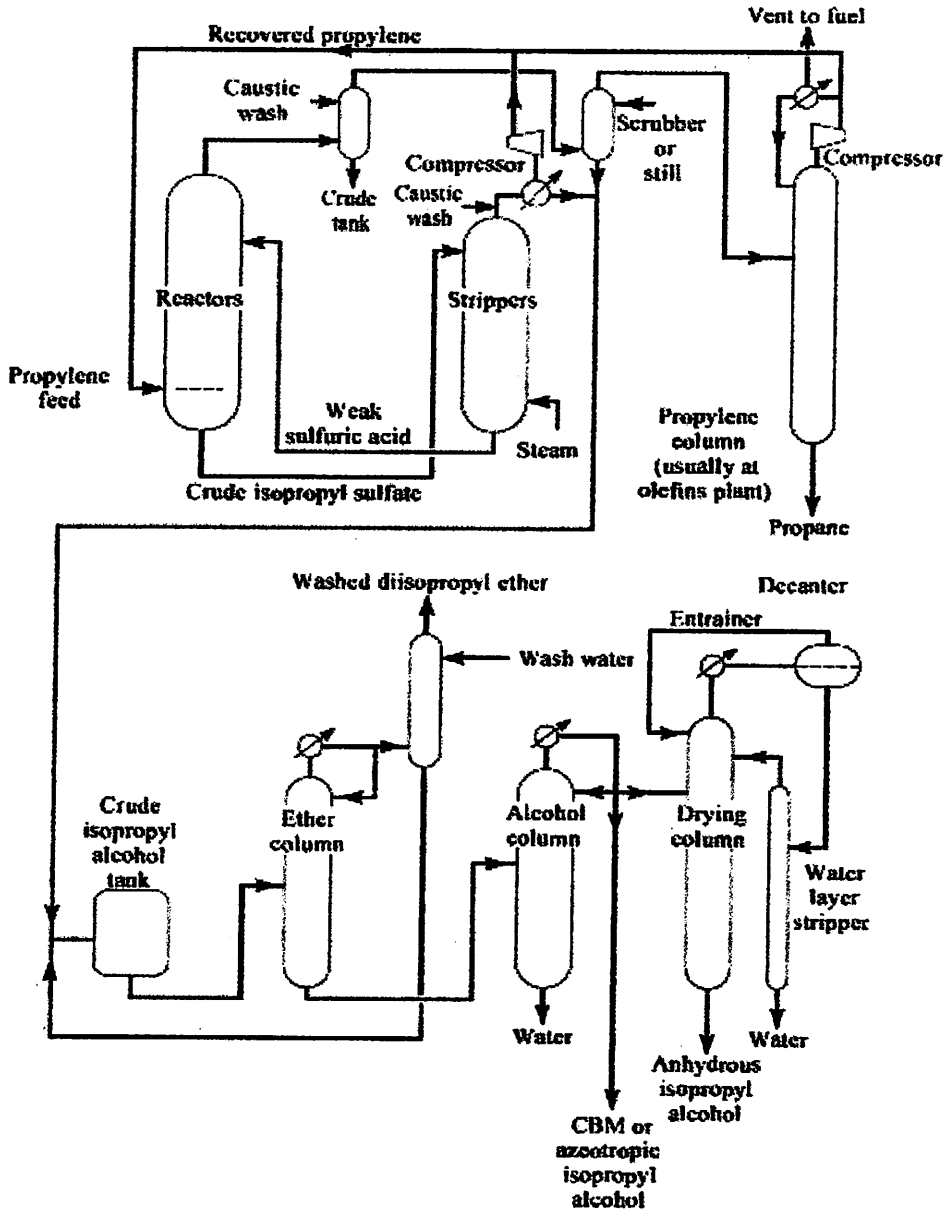 Vent to fuel
Recovered propylene
Caustic
wash
Scrubber
or
still
Compressor
Compressor
Crude
tank
Caustic
wash
Reactors
Strippers
Propylene
feed
Weak
sulfuric acid
Steam
Propylene
column
(usually at
olefins plant)
Crude isopropyl sulfate
Propane
Washed diisopropyl ether
Decanter
Entrainer
Wash water
Crude
isopropyl
alcohol
tank
Ether
column
Alcohol
column
Drying
column
Water
layer
stripper
Water
Water
Anhydrous
isopropyl
alcohol
CBM or
azeotropic
isopropyl
alcohol